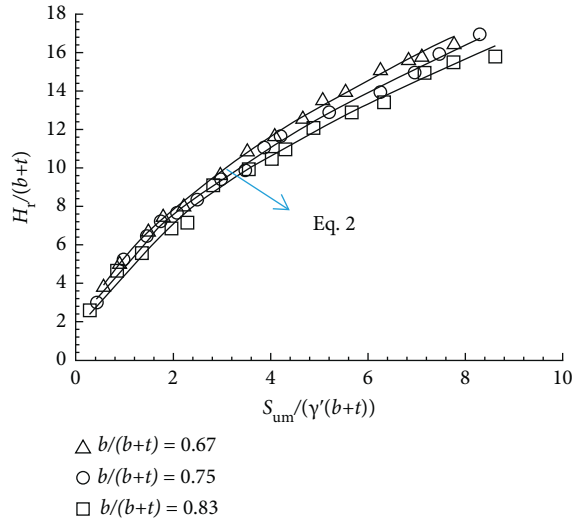 18
16
14
12
10
8
6
4
2
0
H_r/(b+t)
Eq. 2
0 2 4 6 8 10
S_um/(γ′(b+t))
b/(b+t) = 0.67
b/(b+t) = 0.75
b/(b+t) = 0.83